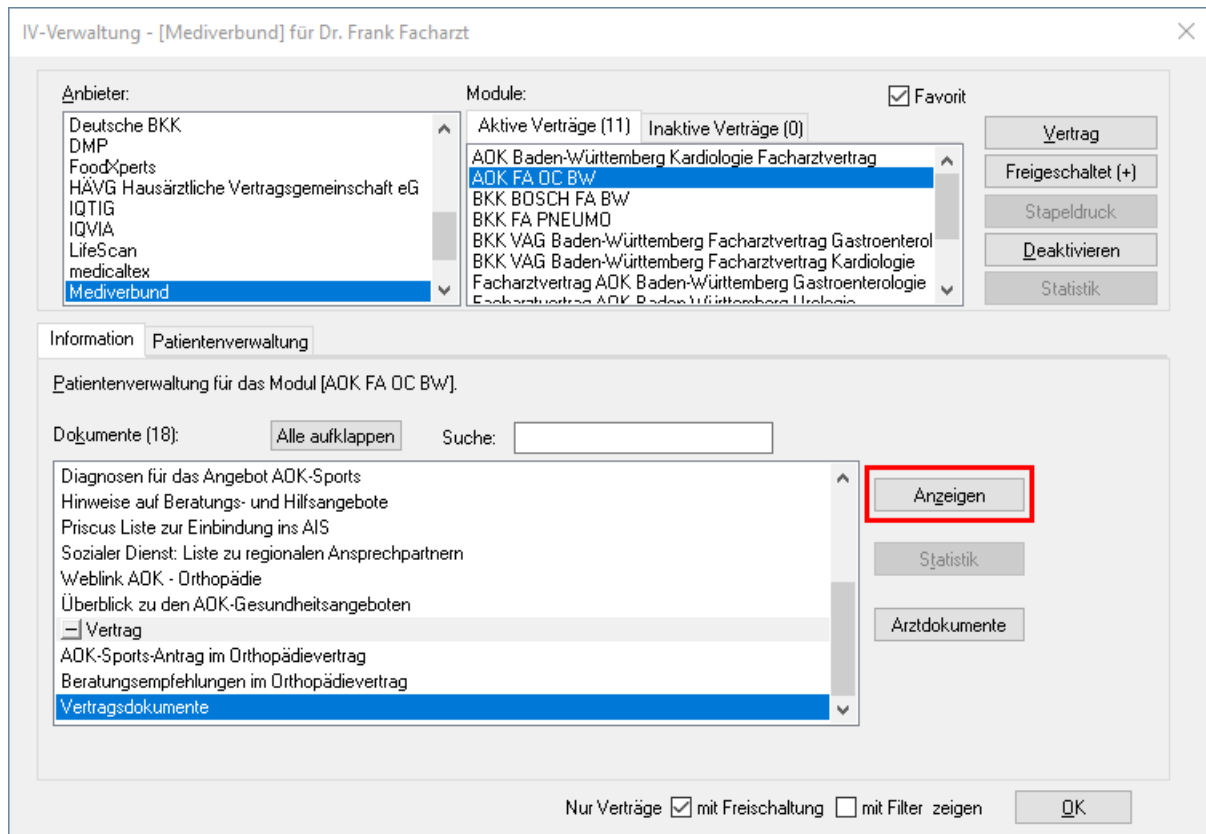 IV-Verwaltung - [Mediverbund] für Dr. Frank Facharzt
Anbieter:
Deutsche BKK
DMP
FoodXperts
HÄVG Hausärztliche Vertragsgemeinschaft eG
IQTIG
IQVIA
LifeScan
medicaltex
Mediverbund
Module:
Favorit
Aktive Verträge (11) Inaktive Verträge (0)
AOK Baden-Württemberg Kardiologie Facharztvertrag
AOK FA OC BW
BKK BOSCH FA BW
BKK FA PNEUMO
BKK VAG Baden-Württemberg Facharztvertrag Gastroenterol
BKK VAG Baden-Württemberg Facharztvertrag Kardiologie
Facharztvertrag AOK Baden-Württemberg Gastroenterologie
Facharztvertrag AOK Baden-Württemberg Urologie
Vertrag
Freigeschaltet (+)
Stapeldruck
Deaktivieren
Statistik
Information Patientenverwaltung
Patientenverwaltung für das Modul [AOK FA OC BW].
Dokumente (18): Alle aufklappen Suche:
Diagnosen für das Angebot AOK-Sports
Hinweise auf Beratungs- und Hilfsangebote
Priscus Liste zur Einbindung ins AIS
Sozialer Dienst: Liste zu regionalen Ansprechpartnern
Weblink AOK - Orthopädie
Überblick zu den AOK-Gesundheitsangeboten
Vertrag
AOK-Sports-Antrag im Orthopädievertrag
Beratungsempfehlungen im Orthopädievertrag
Vertragsdokumente
Anzeigen
Statistik
Arztdokumente
Nur Verträge mit Freischaltung mit Filter zeigen OK